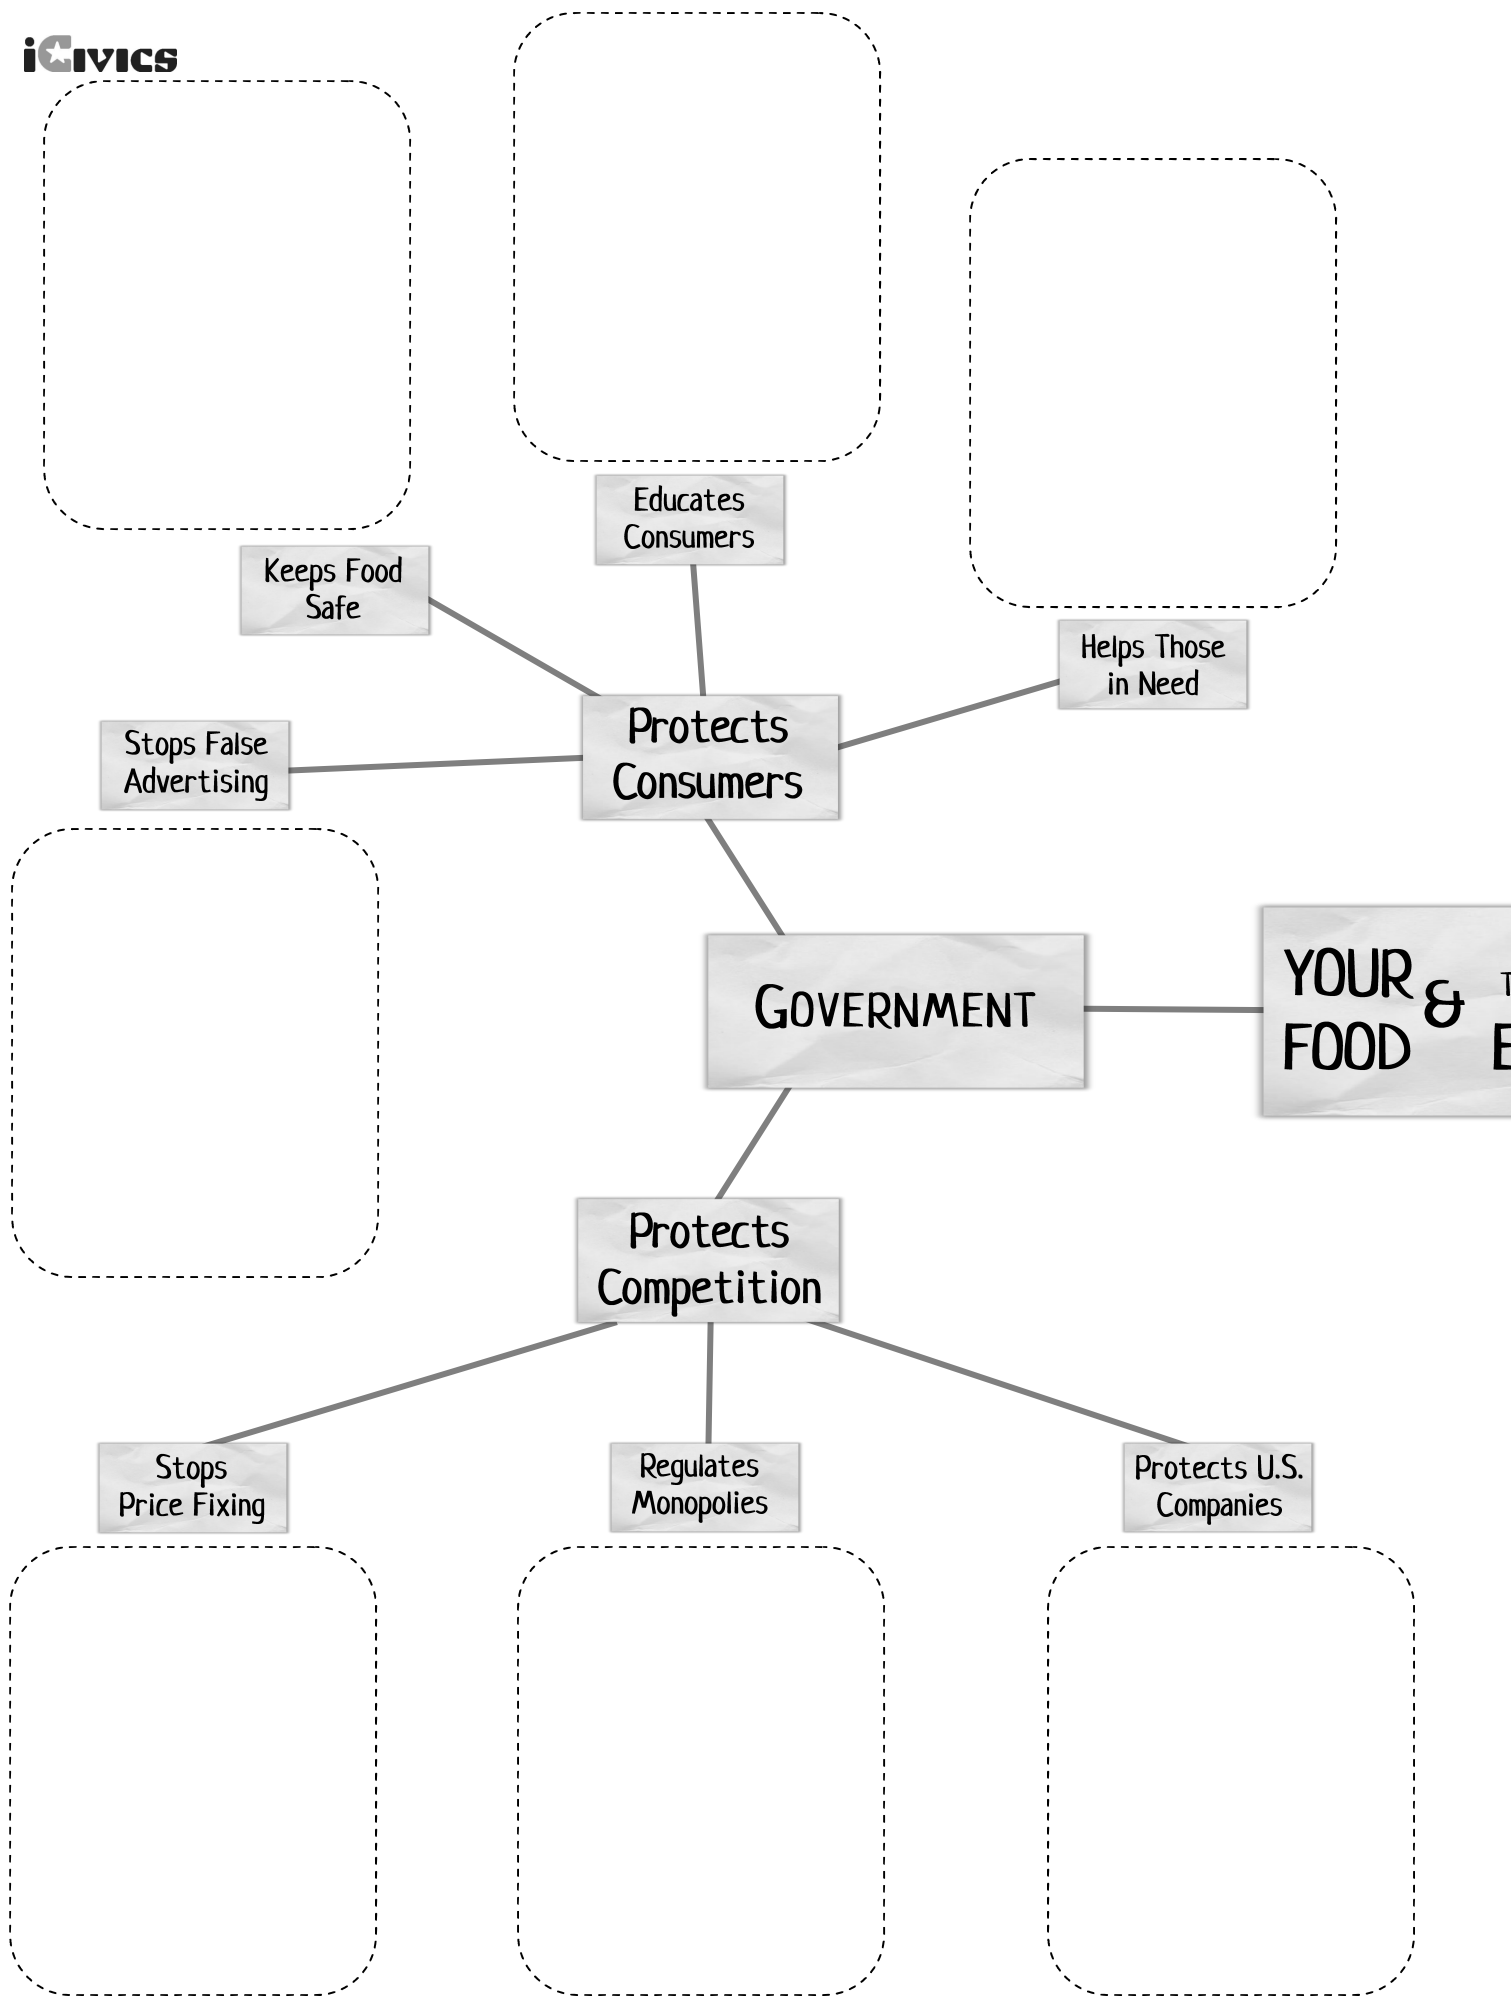 iCivics
Educates
Consumers
Keeps Food
Safe
Helps Those
in Need
Protects
Consumers
Stops False
Advertising
GOVERNMENT
YOUR
FOOD
&
Protects
Competition
Stops
Price Fixing
Regulates
Monopolies
Protects U.S.
Companies